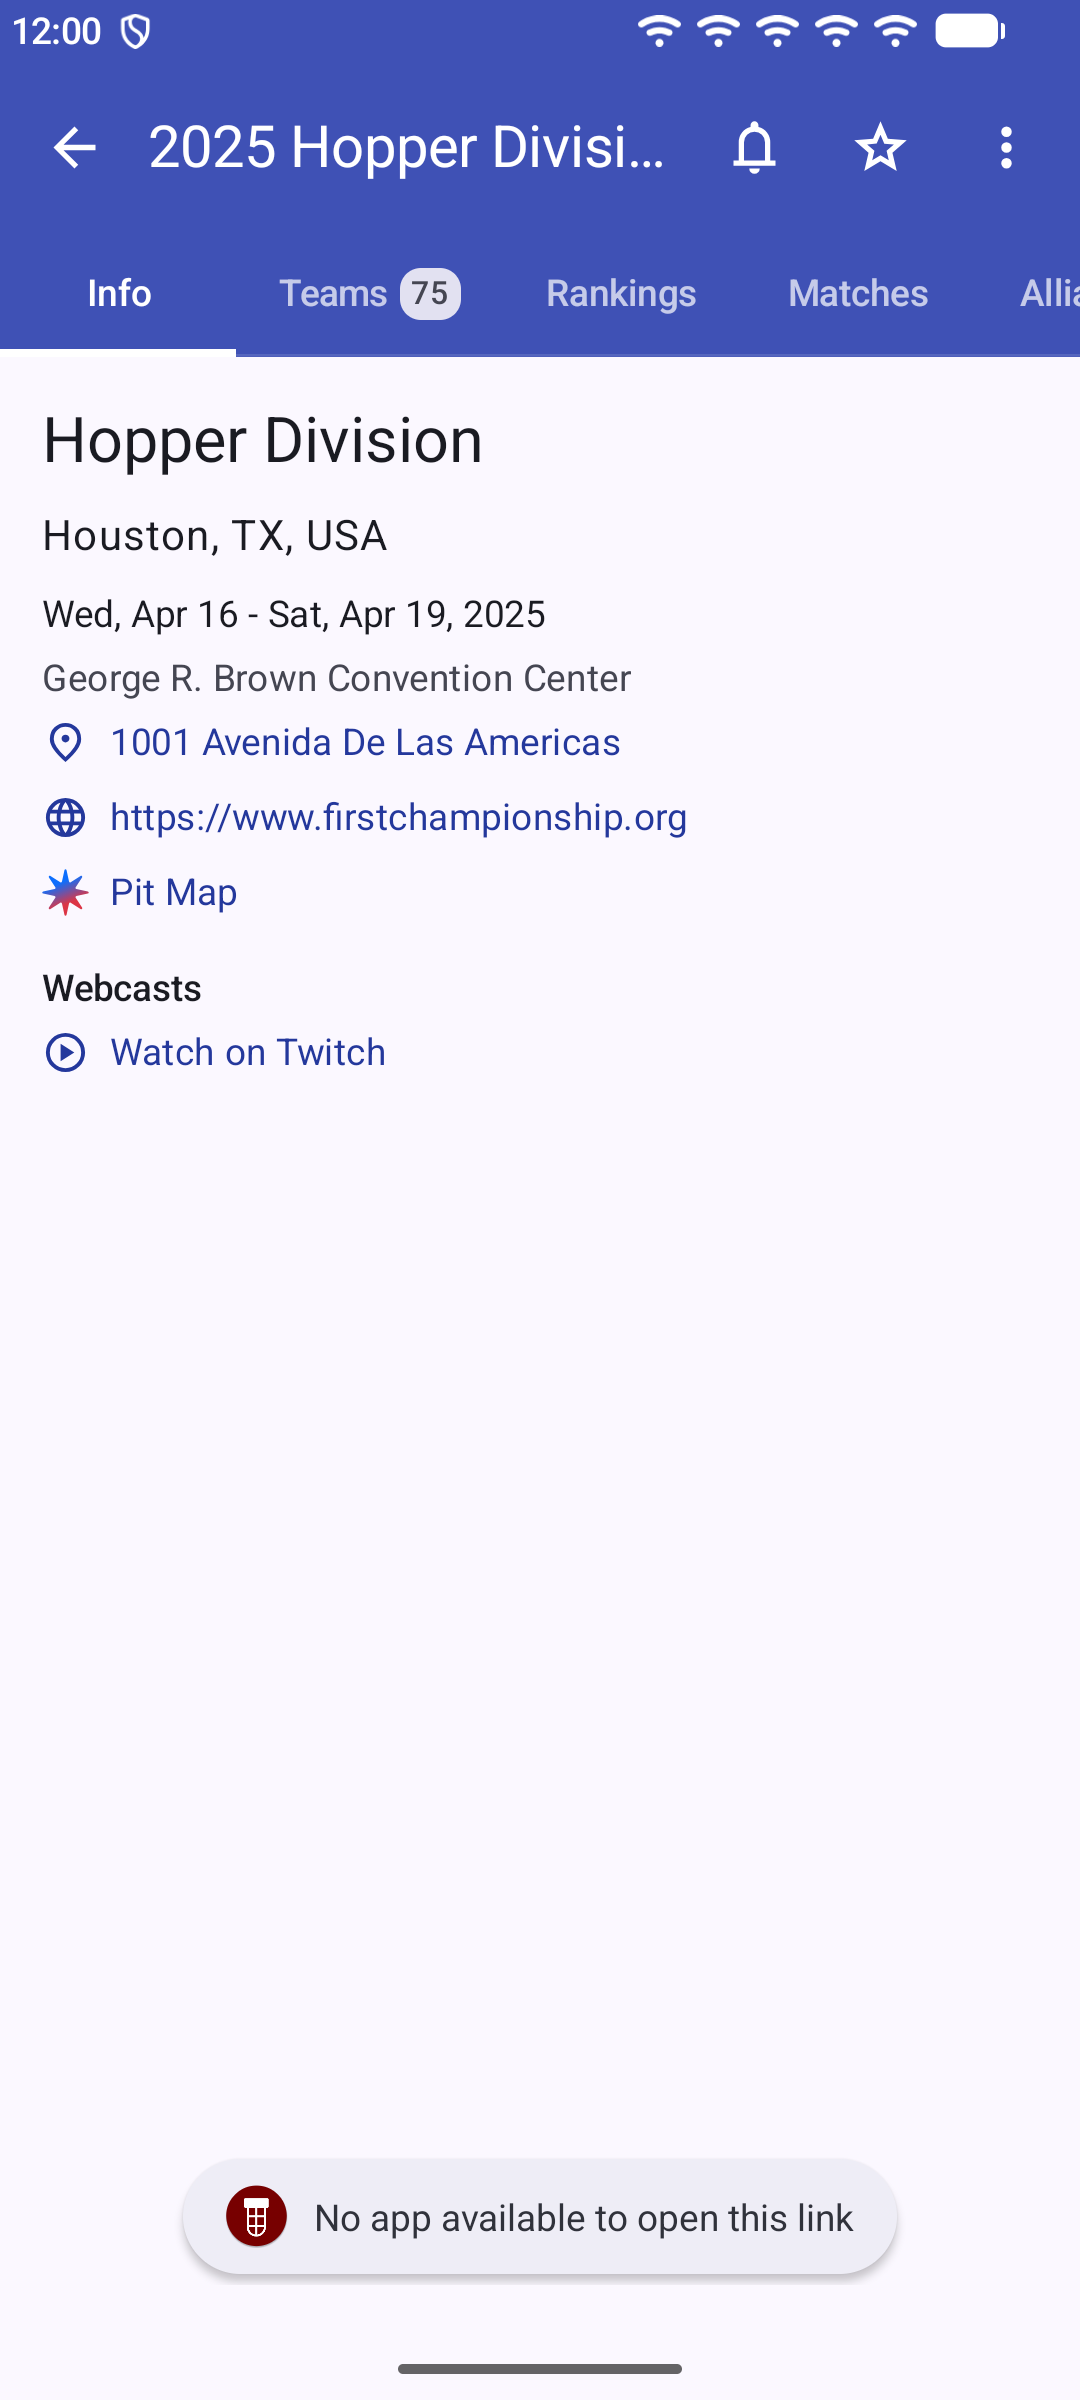 12:00
2025 Hopper Divisi...
Info
Teams 75
Rankings
Matches
Allia
Hopper Division
Houston, TX, USA
Wed, Apr 16 - Sat, Apr 19, 2025
George R. Brown Convention Center
1001 Avenida De Las Americas
https://www.firstchampionship.org
Pit Map
Webcasts
Watch on Twitch
No app available to open this link